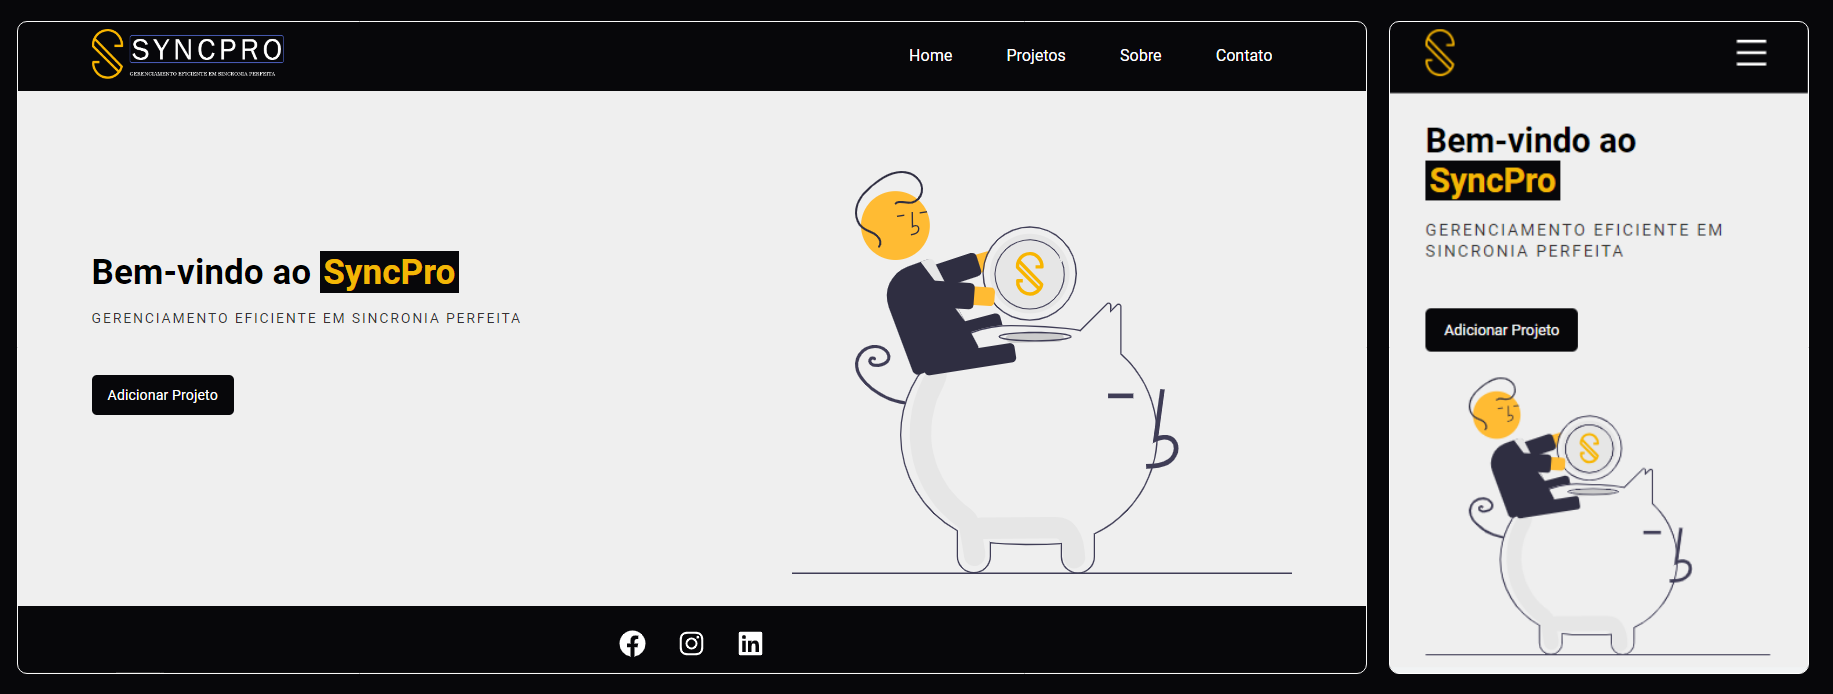 SYNCPRO
GERENCIAMENTO EFICIENTE EM SINCRONIA PERFEITA
Home Projetos Sobre Contato
Bem-vindo ao SyncPro
GERENCIAMENTO EFICIENTE EM SINCRONIA PERFEITA
Adicionar Projeto
Bem-vindo ao
SyncPro
GERENCIAMENTO EFICIENTE EM
SINCRONIA PERFEITA
Adicionar Projeto